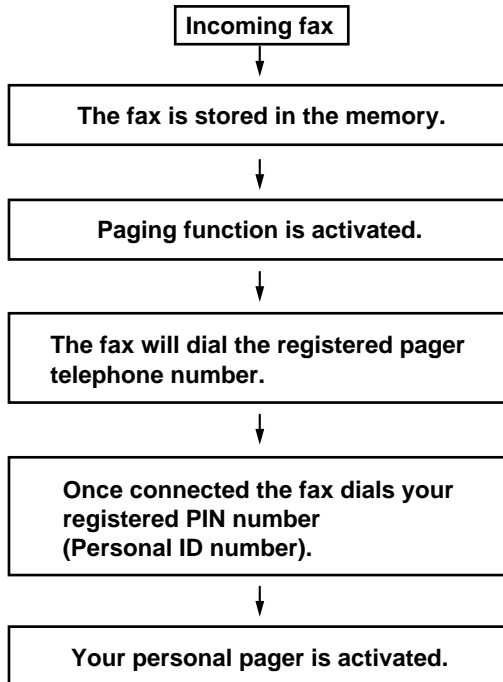 Incoming fax
The fax is stored in the memory.
Paging function is activated.
The fax will dial the registered pager
telephone number.
Once connected the fax dials your
registered PIN number
(Personal ID number).
Your personal pager is activated.